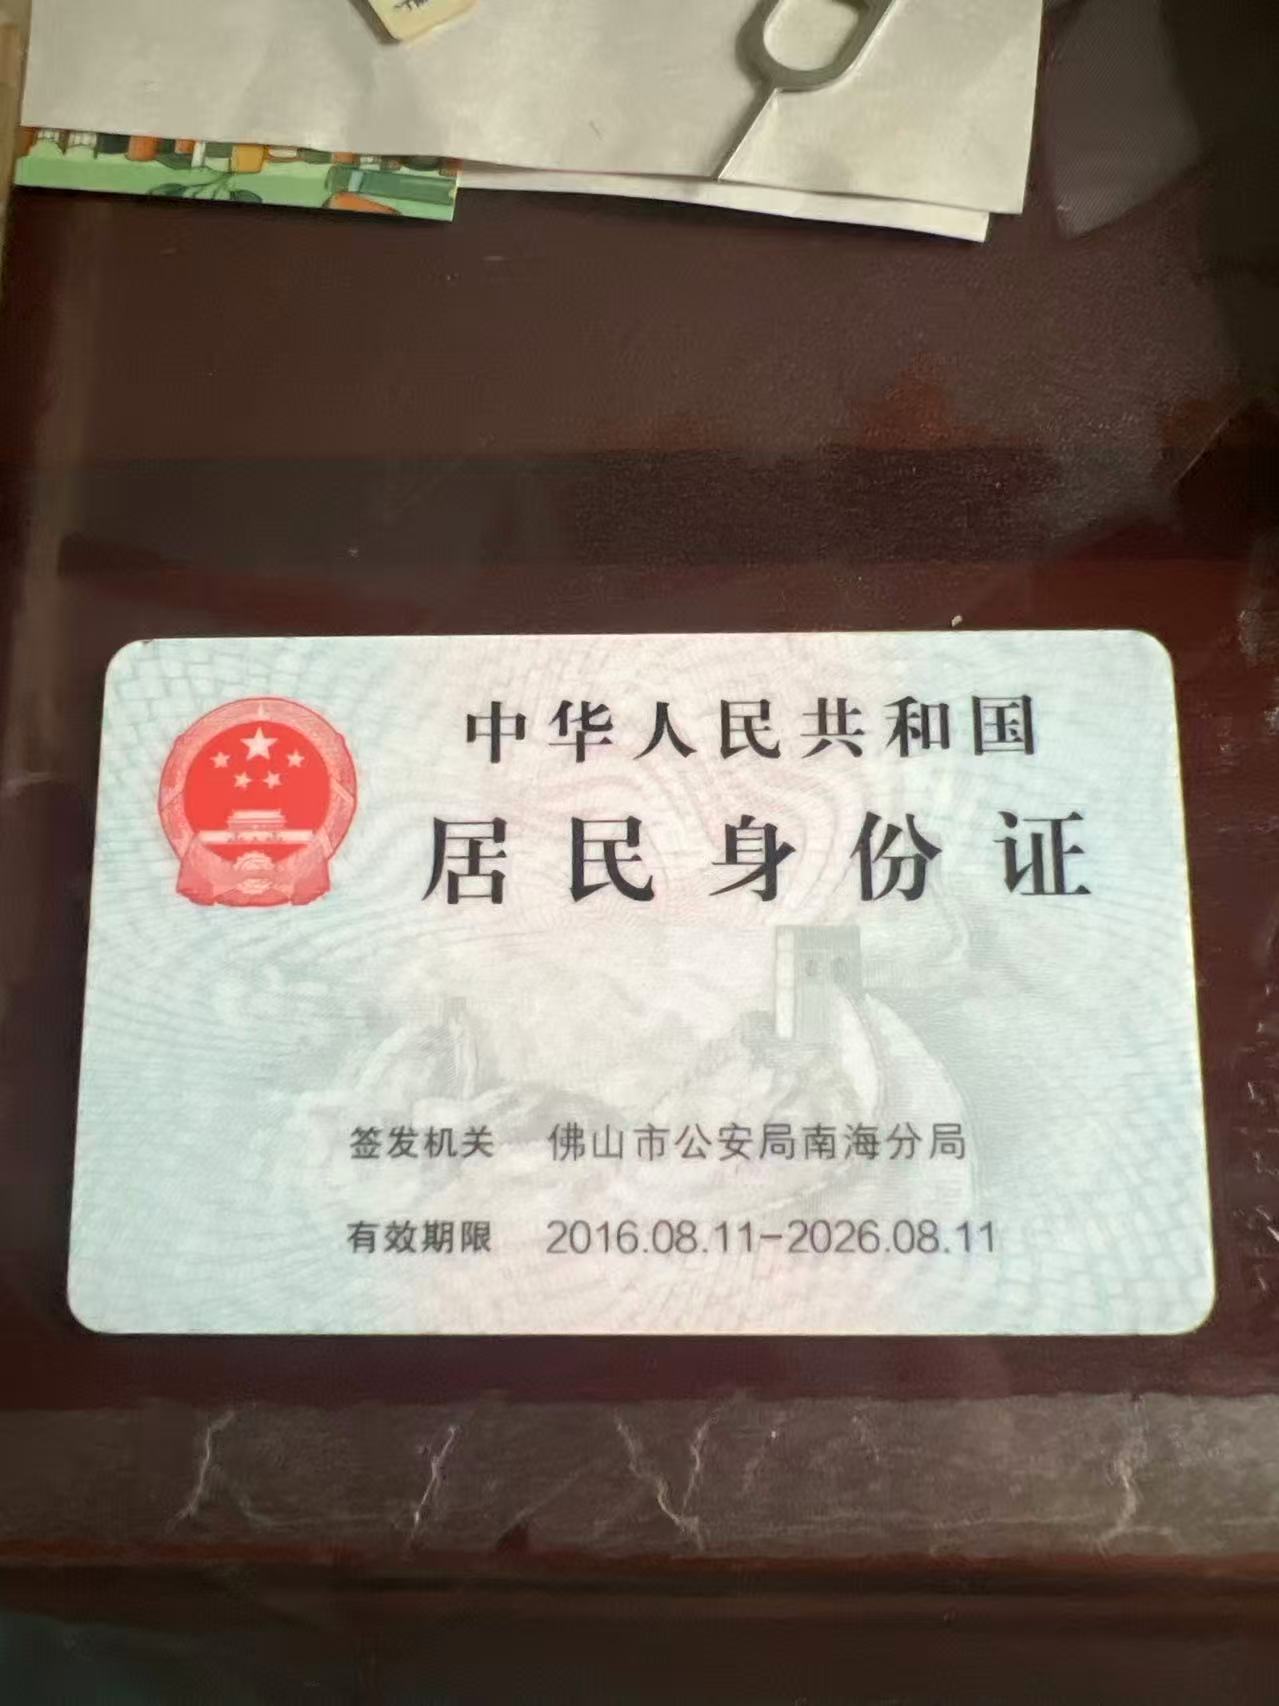 中华人民共和国
居民身份证
签发机关 佛山市公安局南海分局
有效期限 2016.08.11-2026.08.11